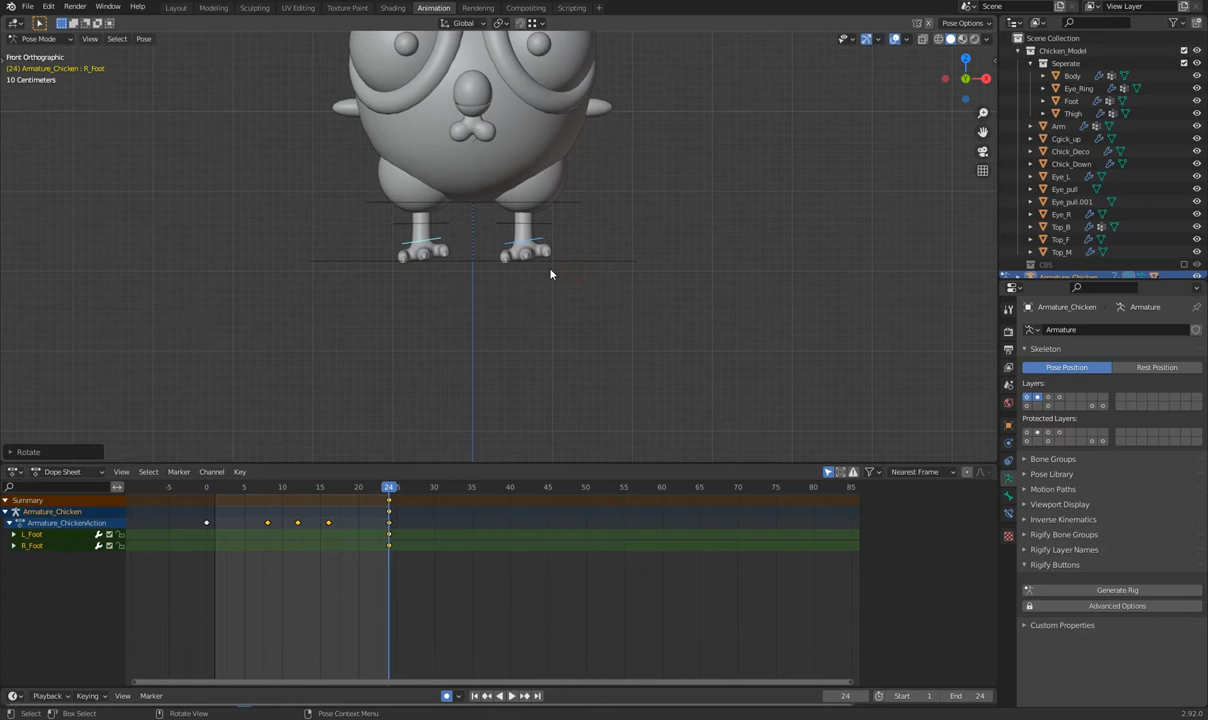 File Edit Render Window Help Layout Modeling Sculpting UV Editing Texture Paint Shading Animation Rendering Compositing Scripting + Scene View Layer
Global Pose Options
Pose Mode View Select Pose
Front Orthographic
(24) Armature_Chicken : R_Foot
10 Centimeters
Z
Y X
Rotate
Scene Collection
Chicken_Model
Seperate
Body
Eye_Ring
Foot
Thigh
Arm
Cgick_up
Chick_Deco
Chick_Down
Eye_L
Eye_pull
Eye_pull.001
Eye_R
Top_B
Top_F
Top_M
CBS
Armature_Chicken
Armature_Chicken Armature
Armature
Skeleton
Pose Position Rest Position
Layers:
Protected Layers:
Bone Groups
Pose Library
Motion Paths
Viewport Display
Inverse Kinematics
Rigify Bone Groups
Rigify Layer Names
Rigify Buttons
Generate Rig
Advanced Options
Custom Properties
Dope Sheet View Select Marker Channel Key Nearest Frame
-5 0 5 10 15 20 24 30 35 40 45 50 55 60 65 70 75 80 85
Summary
Armature_Chicken
Armature_ChickenAction
L_Foot
R_Foot
Playback Keying View Marker 24 Start 1 End 24
Select Box Select Rotate View Pose Context Menu 2.92.0